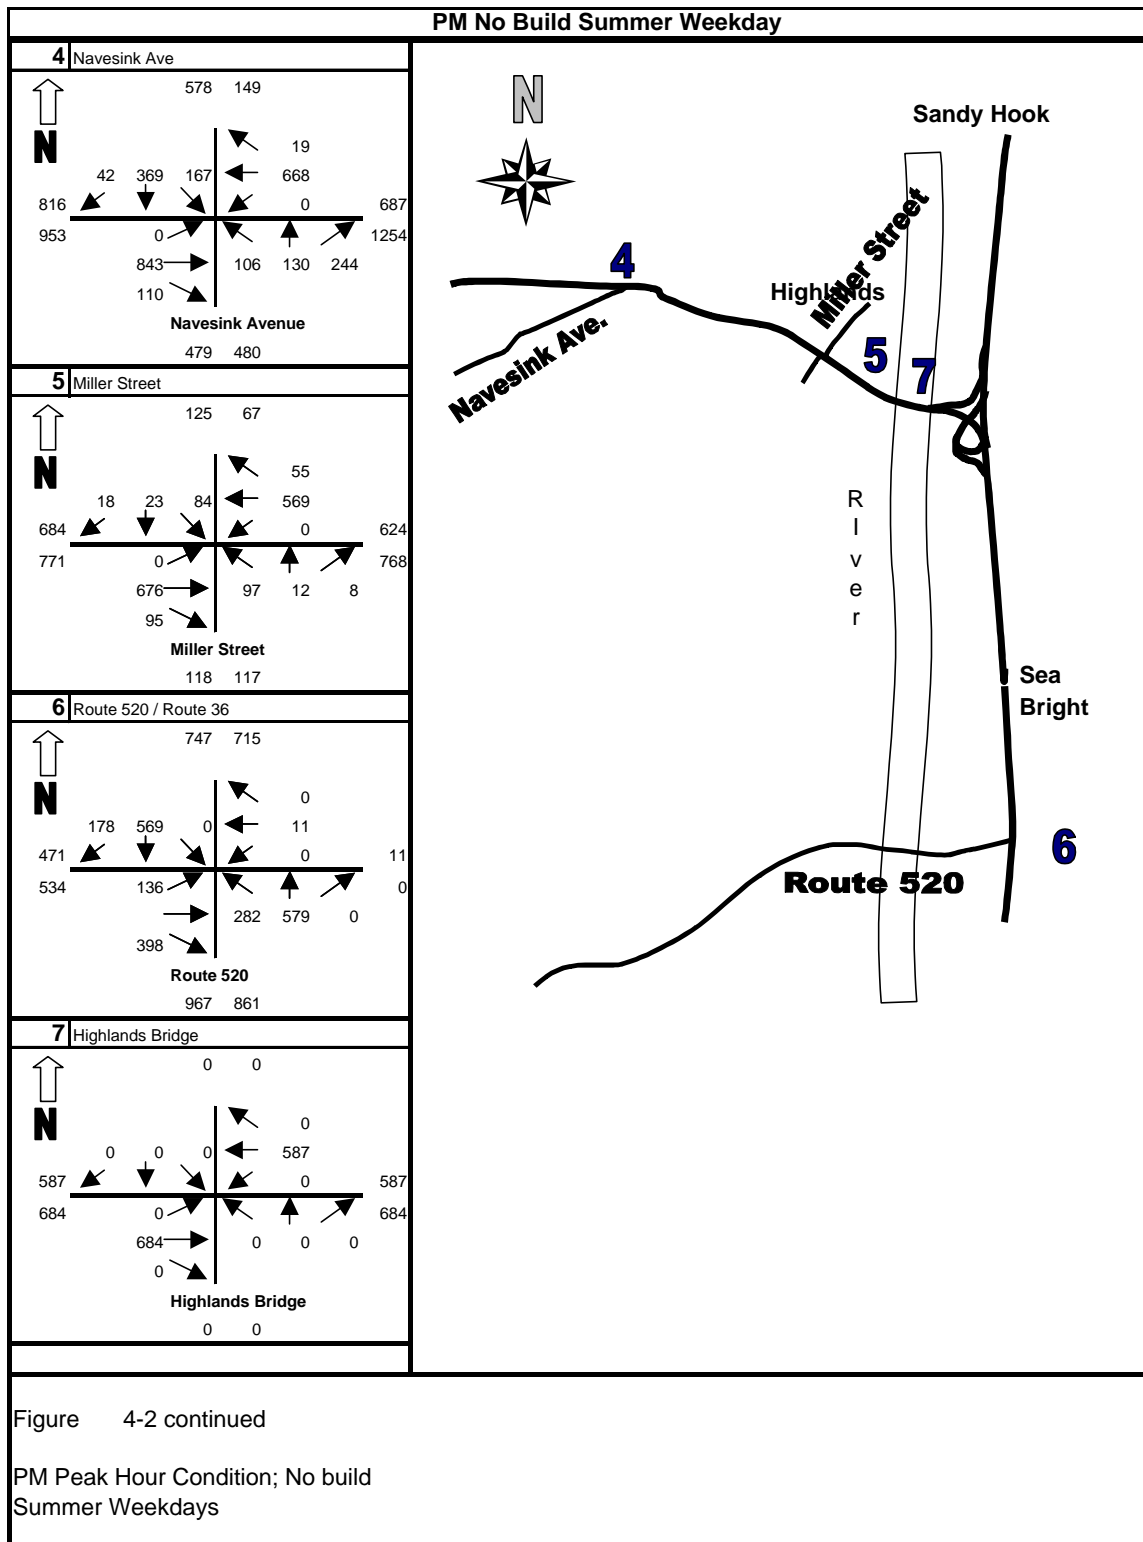 PM No Build Summer Weekday
4 Navesink Ave
578 149
N
19
42 369 167 668
816 0 687
953 0 1254
843 106 130 244
110
Navesink Avenue
479 480
5 Miller Street
125 67
N
55
18 23 84 569
684 0 624
771 0 768
676 97 12 8
95
Miller Street
118 117
6 Route 520 / Route 36
747 715
N
0
178 569 0 11
471 0 11
534 136 0
282 579 0
398
Route 520
967 861
7 Highlands Bridge
0 0
N
0
0 0 0 587
587 0 587
684 0 684
684 0 0 0
0
Highlands Bridge
0 0
N
Sandy Hook
4
Miller Street
Highlands
Navesink Ave.
5
7
R
I
v
e
r
Sea
Bright
6
Route 520
Figure 4-2 continued
PM Peak Hour Condition; No build
Summer Weekdays